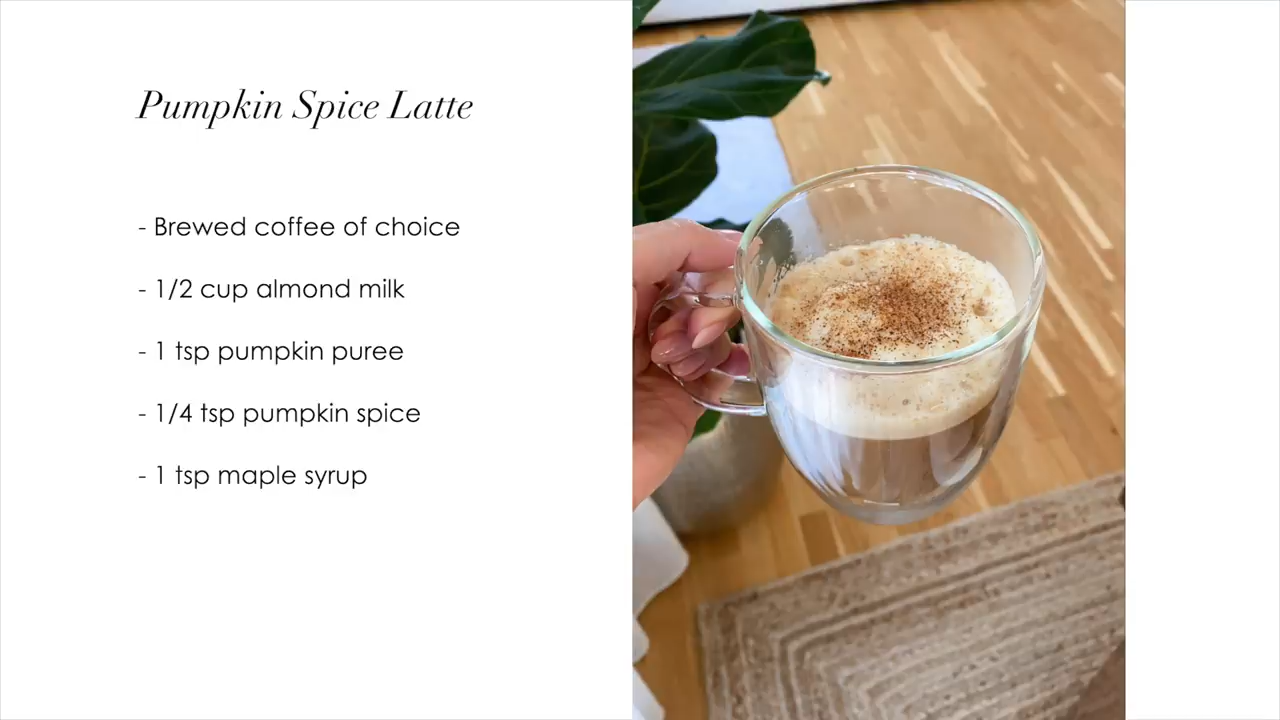 Pumpkin Spice Latte
- Brewed coffee of choice
- 1/2 cup almond milk
- 1 tsp pumpkin puree
- 1/4 tsp pumpkin spice
- 1 tsp maple syrup